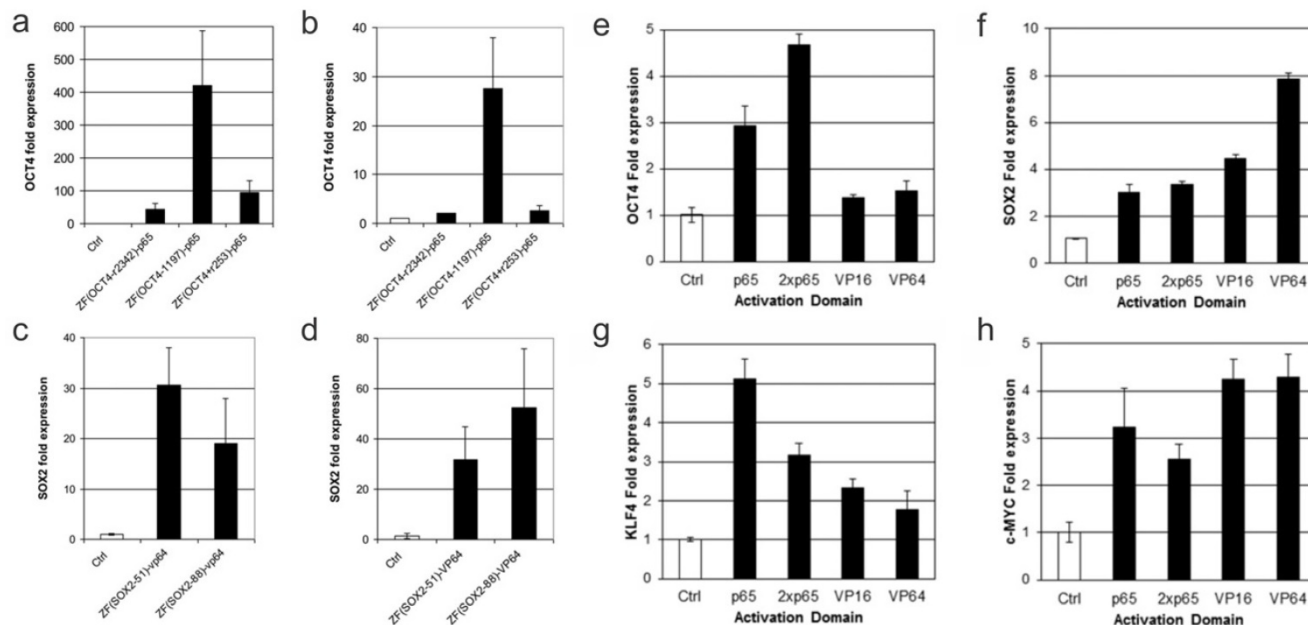 a
OCT4 fold expression
600
500
400
300
200
100
0
Ctrl
ZF(OCT4-r2342)-p65
ZF(OCT4-1197)-p65
ZF(OCT4+r253)-p65
b
OCT4 fold expression
40
30
20
10
0
Ctrl
ZF(OCT4-r2342)-p65
ZF(OCT4-1197)-p65
ZF(OCT4+r253)-p65
c
SOX2 fold expression
40
30
20
10
0
Ctrl
ZF(SOX2-51)-vp64
ZF(SOX2-88)-vp64
d
SOX2 fold expression
80
60
40
20
0
Ctrl
ZF(SOX2-51)-VP64
ZF(SOX2-88)-VP64
e
OCT4 Fold expression
5
4
3
2
1
0
Ctrl p65 2xp65 VP16 VP64
Activation Domain
f
SOX2 Fold expression
10
8
6
4
2
0
Ctrl p65 2xp65 VP16 VP64
Activation Domain
g
KLF4 Fold expression
6
5
4
3
2
1
0
Ctrl p65 2xp65 VP16 VP64
Activation Domain
h
c-MYC Fold expression
5
4
3
2
1
0
Ctrl p65 2xp65 VP16 VP64
Activation Domain